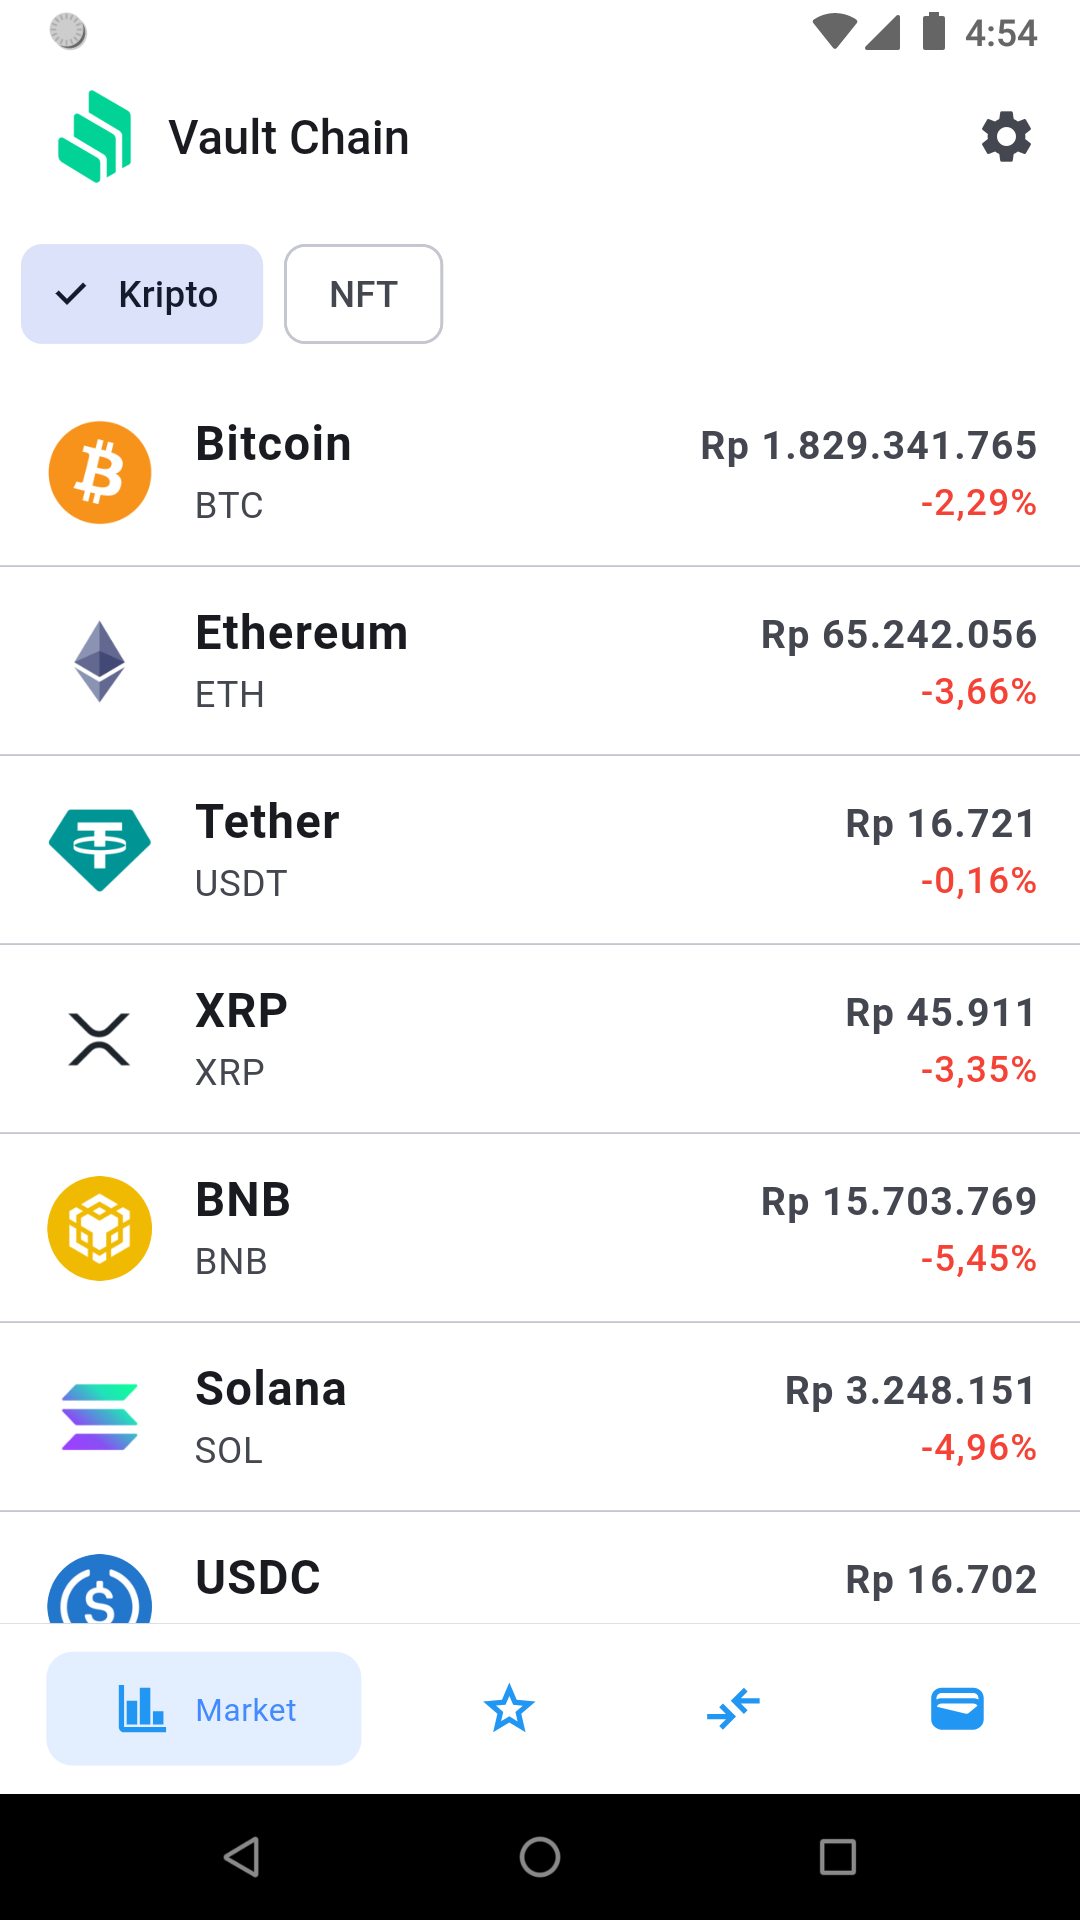 4:54
Vault Chain
Kripto
NFT
Bitcoin
Rp 1.829.341.765
BTC
-2,29%
Ethereum
Rp 65.242.056
ETH
-3,66%
Tether
Rp 16.721
USDT
-0,16%
XRP
Rp 45.911
XRP
-3,35%
BNB
Rp 15.703.769
BNB
-5,45%
Solana
Rp 3.248.151
SOL
-4,96%
USDC
Rp 16.702
Market